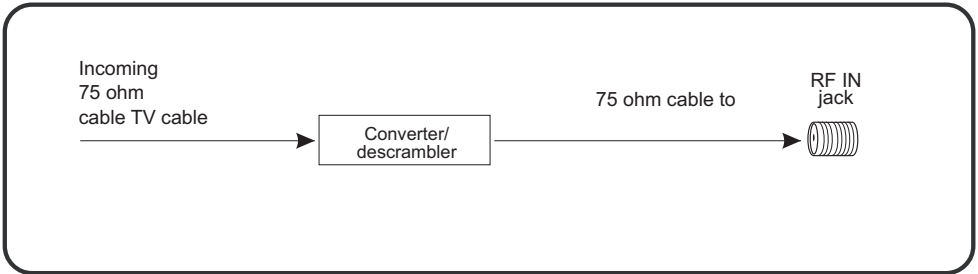 Incoming
75 ohm
cable TV cable
Converter/
descrambler
75 ohm cable to
RF IN
jack